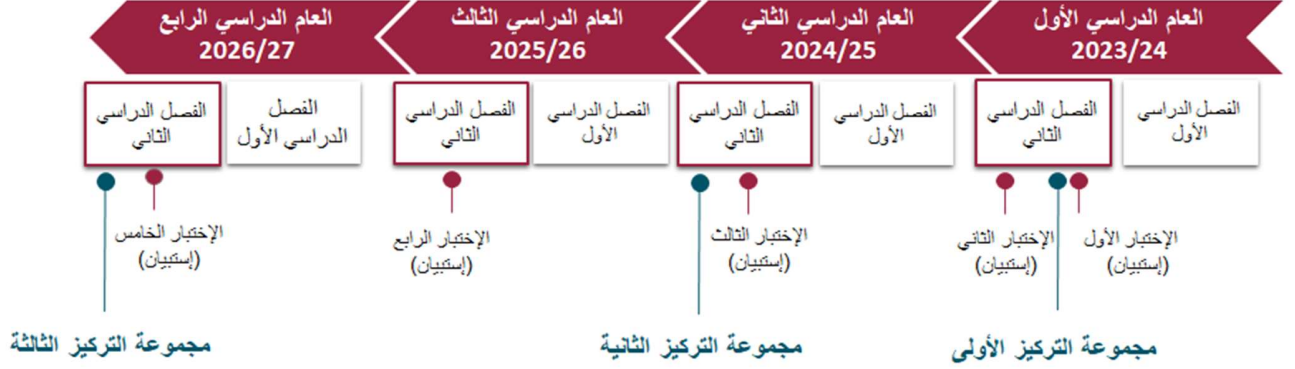 العام الدراسي الأول
2023/24
العام الدراسي الثاني
2024/25
العام الدراسي الثالث
2025/26
العام الدراسي الرابع
2026/27
الفصل الدراسي
الأول
الفصل الدراسي
الثاني
الفصل الدراسي
الأول
الفصل الدراسي
الثاني
الفصل الدراسي
الأول
الفصل الدراسي
الثاني
الفصل
الدراسي الأول
الفصل الدراسي
الثاني
الإختبار الأول
(إستبيان)
الإختبار الثاني
(إستبيان)
الإختبار الثالث
(إستبيان)
الإختبار الرابع
(إستبيان)
الإختبار الخامس
(إستبيان)
مجموعة التركيز الأولى
مجموعة التركيز الثانية
مجموعة التركيز الثالثة